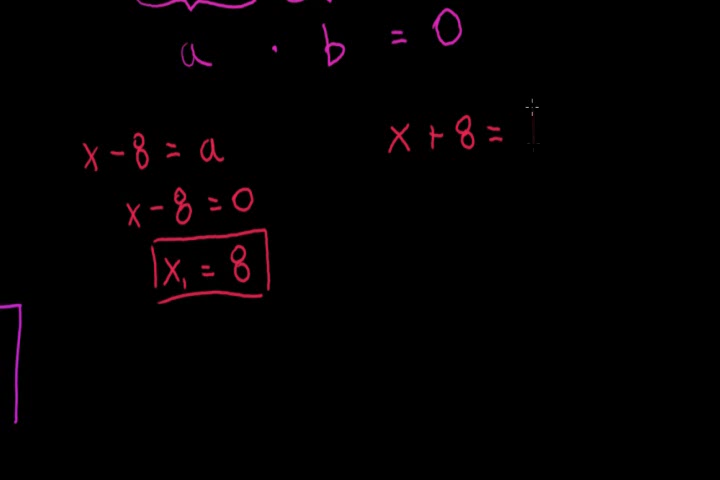 a · b = 0
x - 8 = a
x - 8 = 0
x₁ = 8
x + 8 =